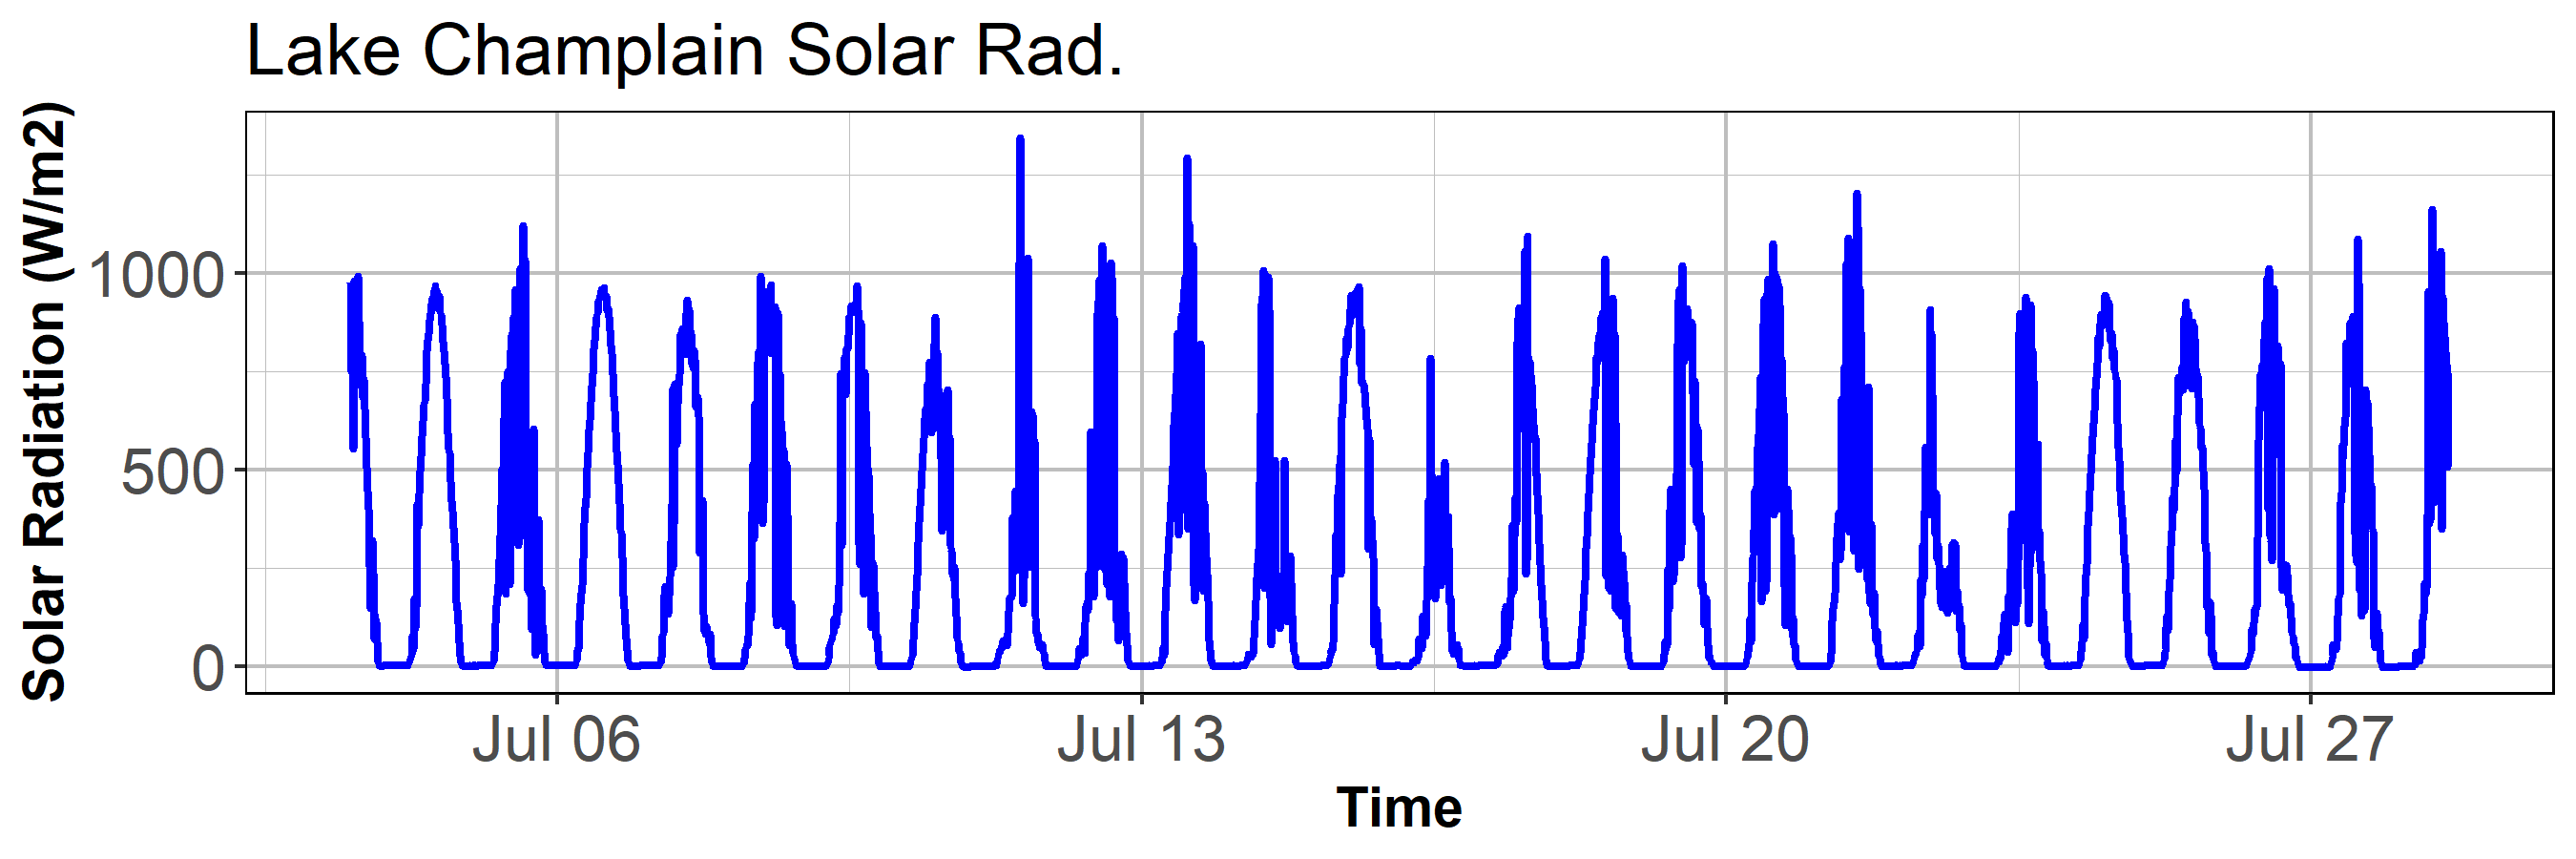 Lake Champlain Solar Rad.
Solar Radiation (W/m2)
1000
500
0
Jul 06
Jul 13
Jul 20
Jul 27
Time